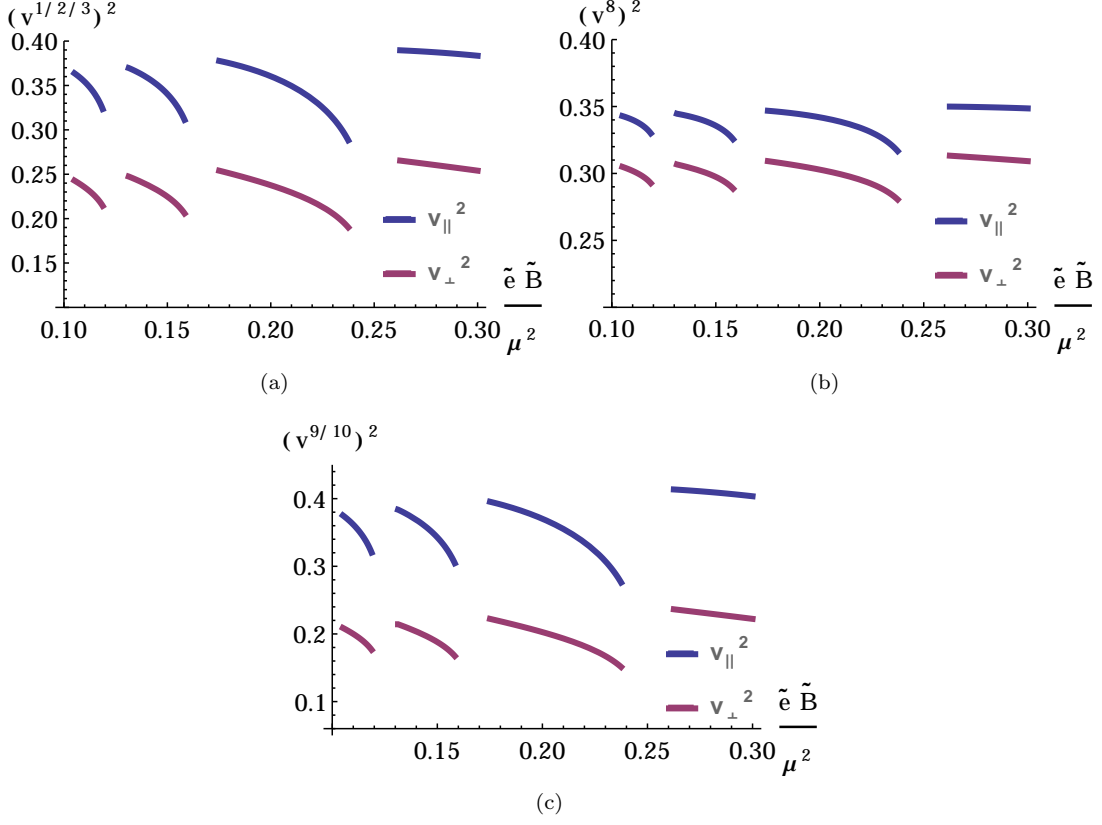 (v^{1/2/3})^2
0.40
0.35
0.30
0.25
0.20
0.15
0.10 0.15 0.20 0.25 0.30
v_{||}^2
v_⊥^2
ẽ B̃
μ^2
(a)
(v^8)^2
0.40
0.35
0.30
0.25
0.10 0.15 0.20 0.25 0.30
v_{||}^2
v_⊥^2
ẽ B̃
μ^2
(b)
(v^{9/10})^2
0.4
0.3
0.2
0.1
0.15 0.20 0.25 0.30
v_{||}^2
v_⊥^2
ẽ B̃
μ^2
(c)